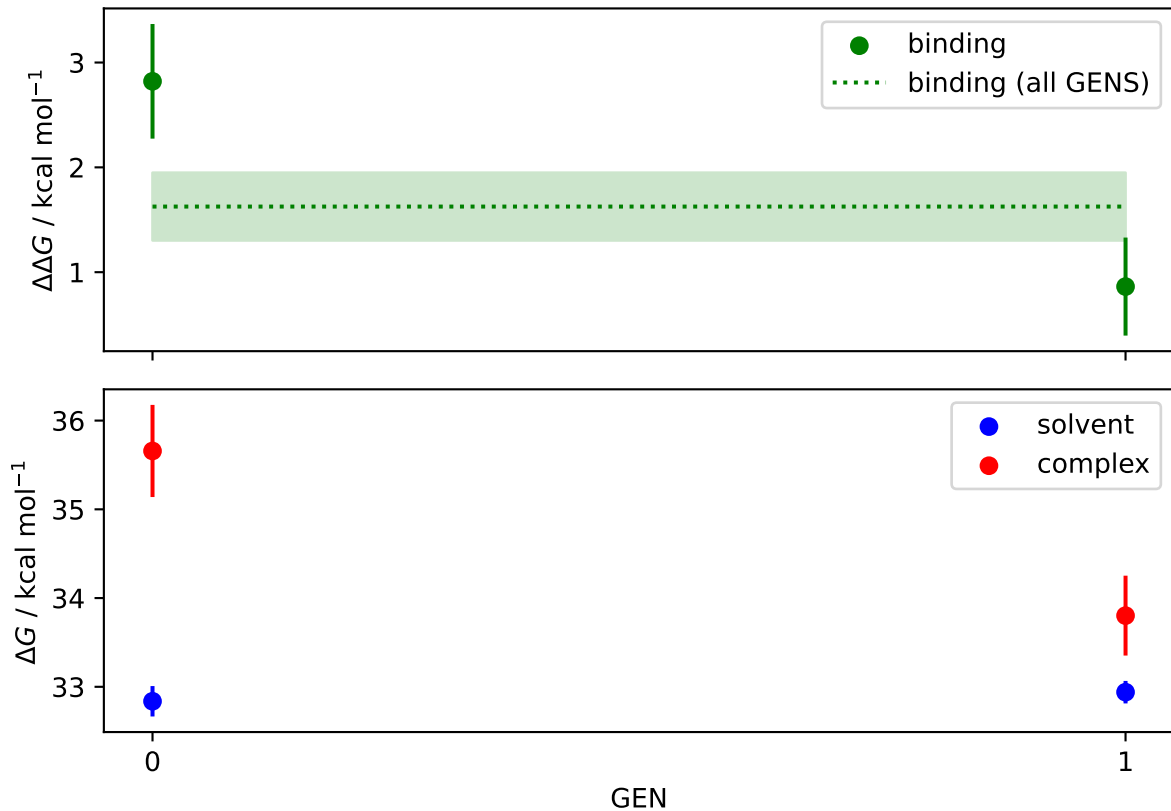 3
2
1
ΔΔG / kcal mol⁻¹
binding
binding (all GENS)
36
35
34
33
ΔG / kcal mol⁻¹
solvent
complex
0
1
GEN